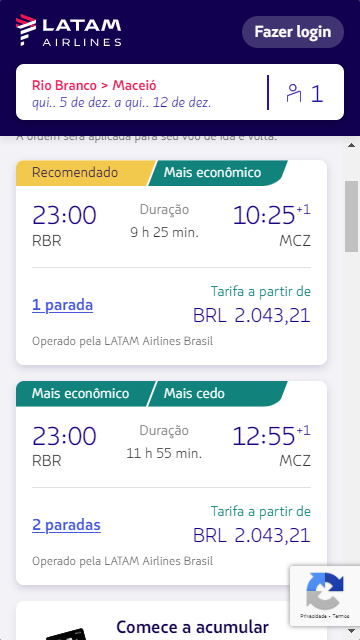 LATAM
AIRLINES
Fazer login
Rio Branco > Maceió
qui.. 5 de dez. a qui.. 12 de dez.
1
A ordem será aplicada para seu voo de ida e volta.
Recomendado
Mais econômico
23:00
Duração
10:25+1
RBR
9 h 25 min.
MCZ
Tarifa a partir de
1 parada
BRL 2.043,21
Operado pela LATAM Airlines Brasil
Mais econômico
Mais cedo
23:00
Duração
12:55+1
RBR
11 h 55 min.
MCZ
Tarifa a partir de
2 paradas
BRL 2.043,21
Operado pela LATAM Airlines Brasil
Privacidade - Termos
Comece a acumular